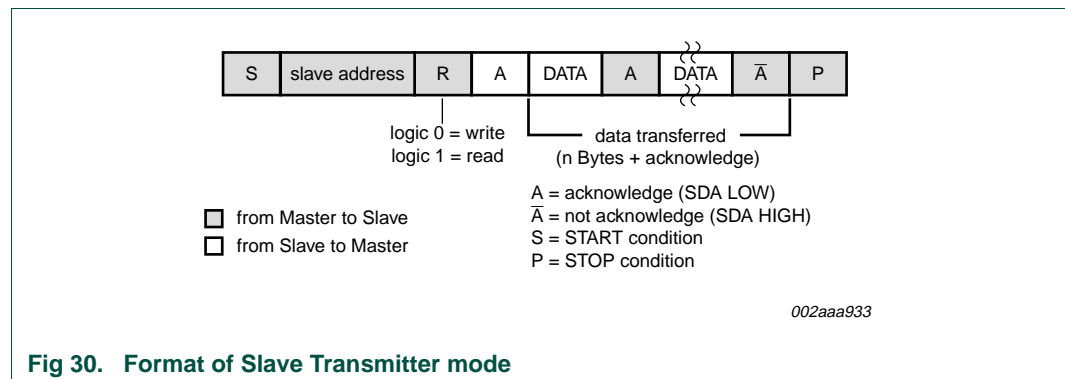 S slave address R A DATA A DATA A̅ P
logic 0 = write
logic 1 = read
data transferred
(n Bytes + acknowledge)
A = acknowledge (SDA LOW)
A̅ = not acknowledge (SDA HIGH)
S = START condition
P = STOP condition
from Master to Slave
from Slave to Master
002aaa933
Fig 30. Format of Slave Transmitter mode